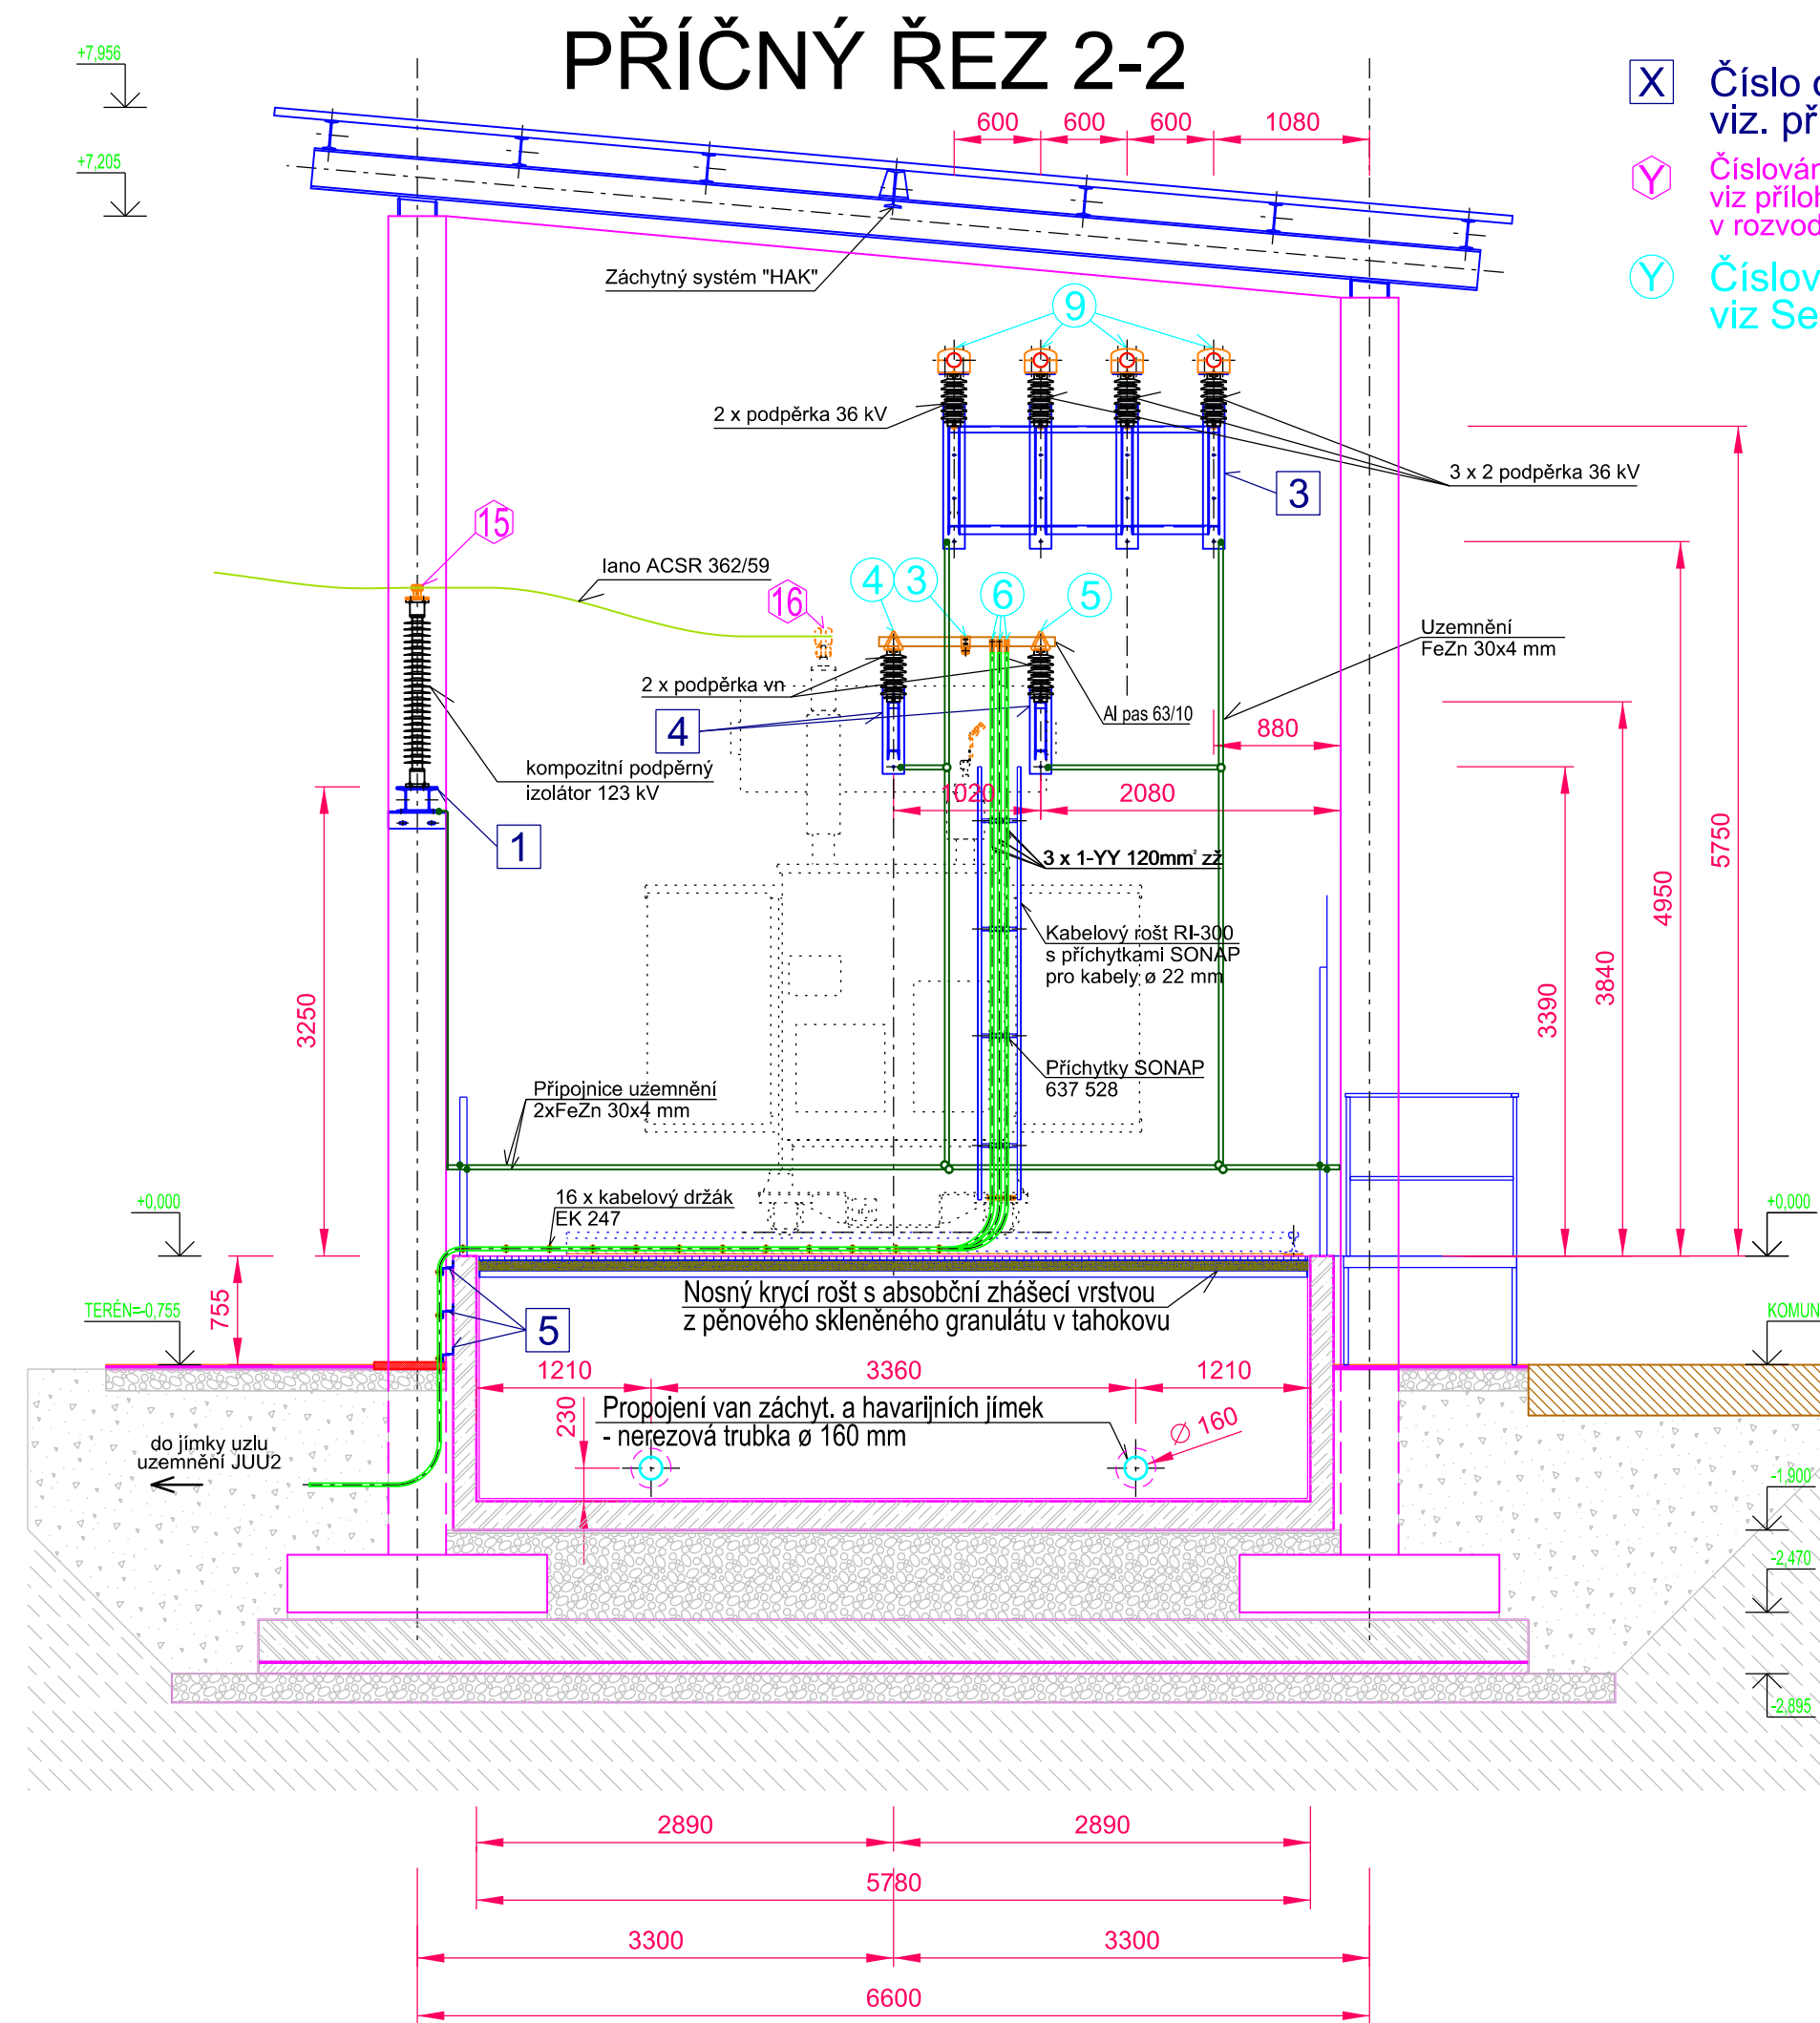 PŘÍČNÝ ŘEZ 2-2
+7,956
+7,205
X
Číslo
viz. př
Y
Číslován
viz příloh
v rozvod
Y
Číslov
viz Se
600
600
600
1080
Záchytný systém "HAK"
9
2 x podpěrka 36 kV
3 x 2 podpěrka 36 kV
3
15
lano ACSR 362/59
16
4
3
6
5
Uzemnění
FeZn 30x4 mm
2 x podpěrka vn
Al pas 63/10
4
880
kompozitní podpěrný
izolátor 123 kV
1020
2080
1
3 x 1-YY 120mm² zž
5750
4950
3840
3390
3250
Kabelový rošt RI-300
s příchytkami SONAP
pro kabely ø 22 mm
Příchytky SONAP
637 528
Přípojnice uzemnění
2xFeZn 30x4 mm
16 x kabelový držák
EK 247
+0,000
+0,000
755
TERÉN=-0,755
KOMUN
Nosný krycí rošt s absobční zhášecí vrstvou
z pěnového skleněného granulátu v tahokovu
5
1210
3360
1210
230
Propojení van záchyt. a havarijních jímek
- nerezová trubka ø 160 mm
∅ 160
do jímky uzlu
uzemnění JUU2
-1,900
-2,470
-2,895
2890
2890
5780
3300
3300
6600